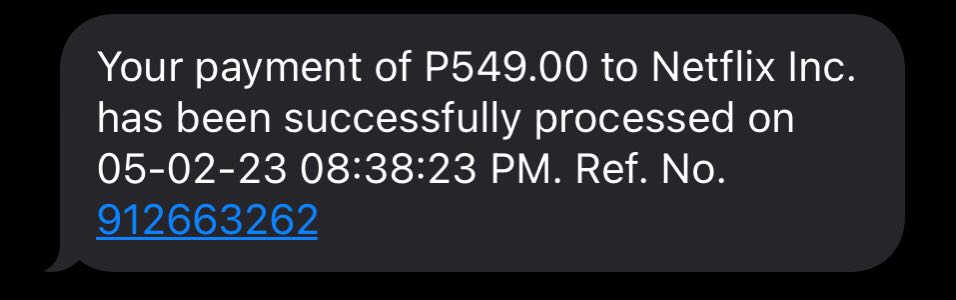 Your payment of P549.00 to Netflix Inc.
has been successfully processed on
05-02-23 08:38:23 PM. Ref. No.
912663262